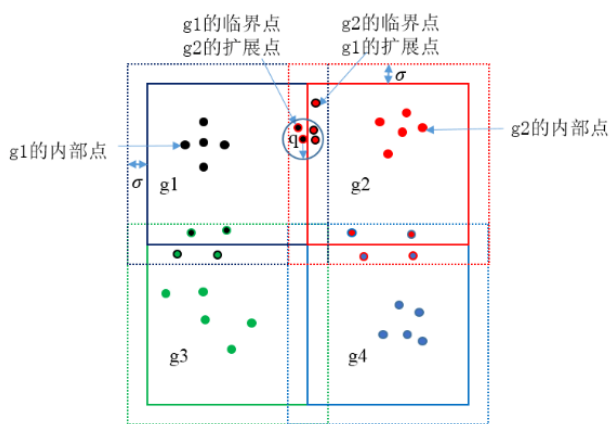 g1的临界点
g2的扩展点
g2的临界点
g1的扩展点
σ
g1的内部点
g2的内部点
q
g1
g2
σ
g3
g4